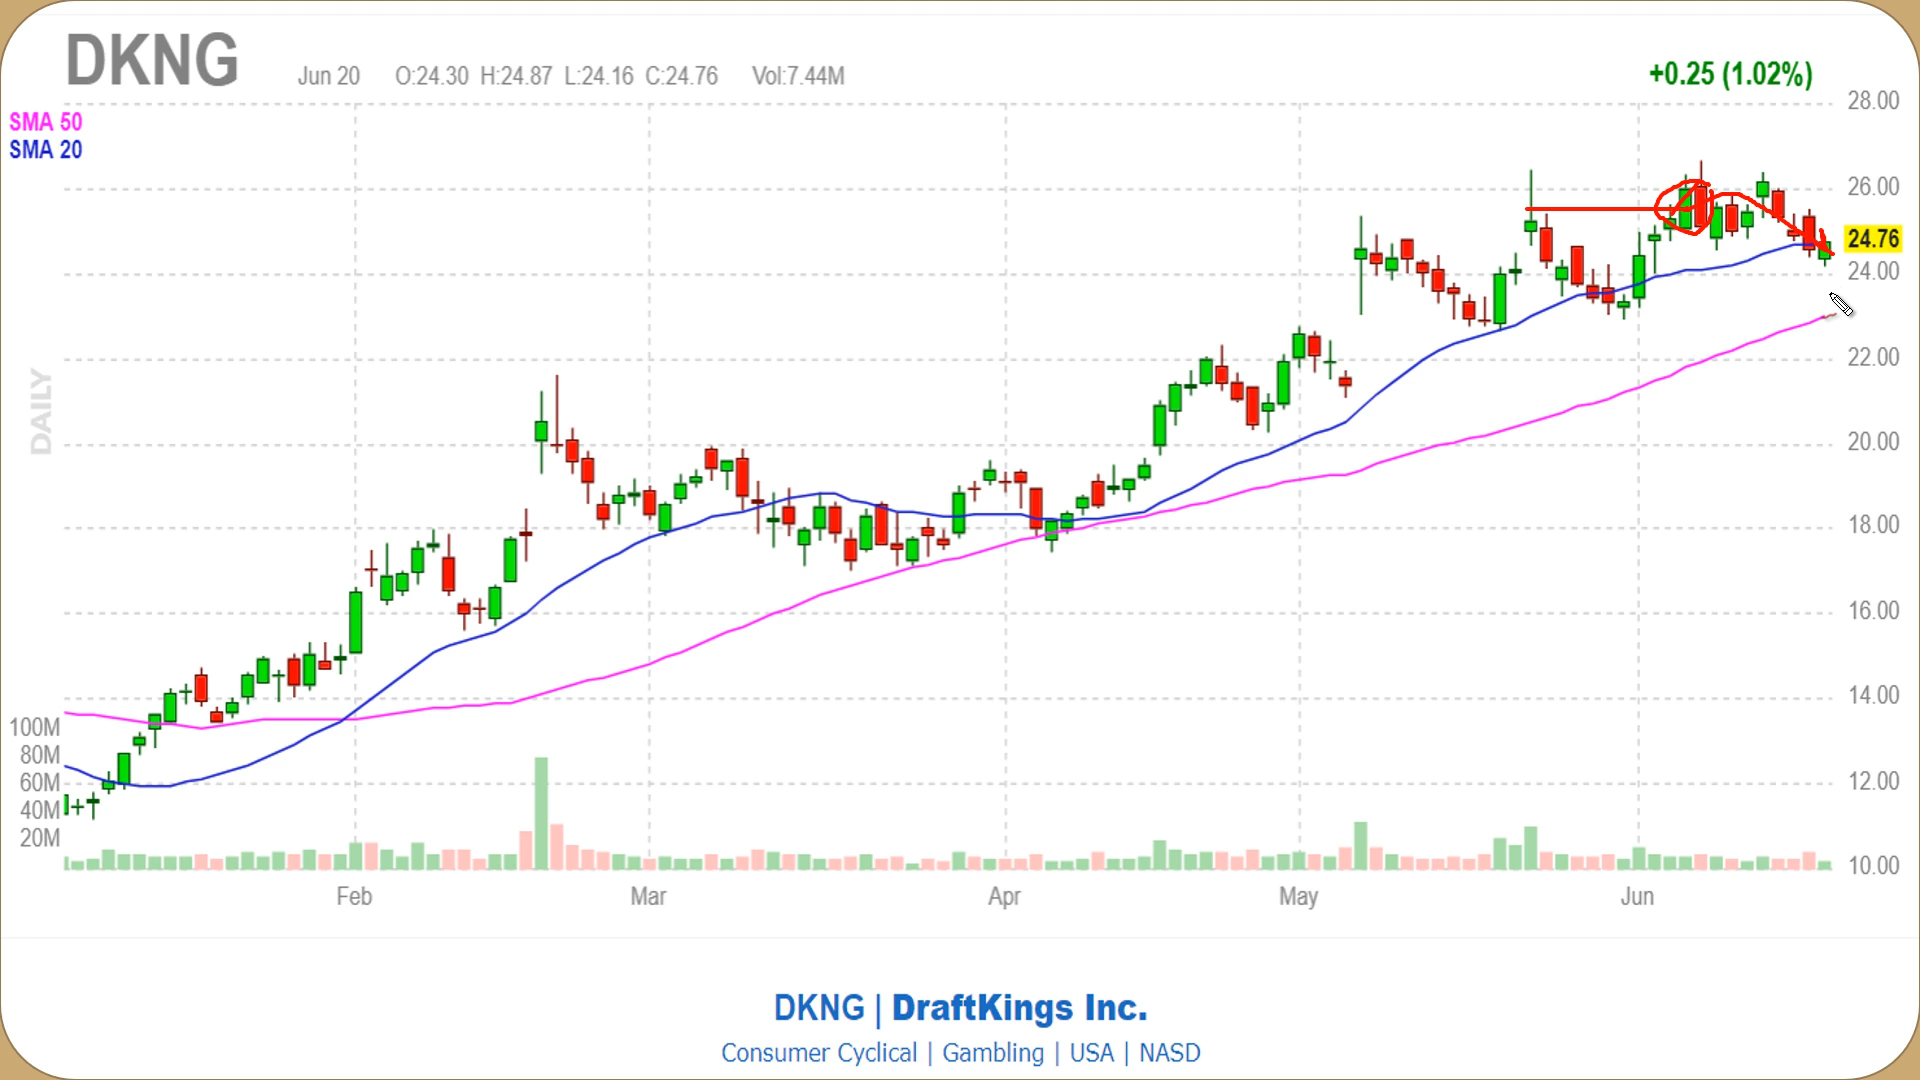 DKNG Jun 20 O:24.30 H:24.87 L:24.16 C:24.76 Vol:7.44M +0.25 (1.02%)
SMA 50
SMA 20
28.00
26.00
24.76
24.00
22.00
20.00
18.00
16.00
14.00
12.00
10.00
DAILY
100M
80M
60M
40M
20M
Feb Mar Apr May Jun
DKNG | DraftKings Inc.
Consumer Cyclical | Gambling | USA | NASD